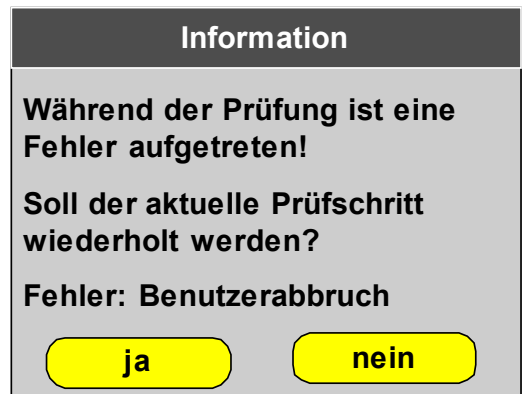 Information
Während der Prüfung ist eine
Fehler aufgetreten!
Soll der aktuelle Prüfschritt
wiederholt werden?
Fehler: Benutzerabbruch
ja
nein